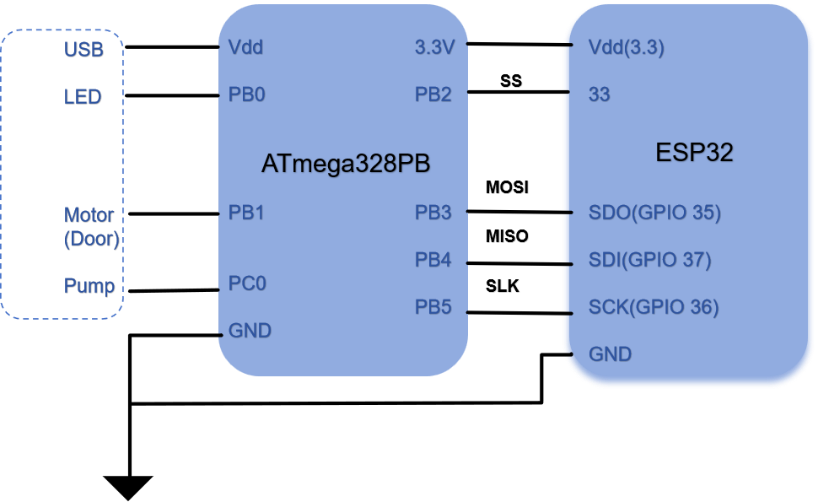 USB
Vdd
3.3V
Vdd(3.3)
SS
LED
PB0
PB2
33
ATmega328PB
ESP32
MOSI
Motor
(Door)
PB1
PB3
SDO(GPIO 35)
MISO
PB4
SDI(GPIO 37)
Pump
PC0
SLK
PB5
SCK(GPIO 36)
GND
GND